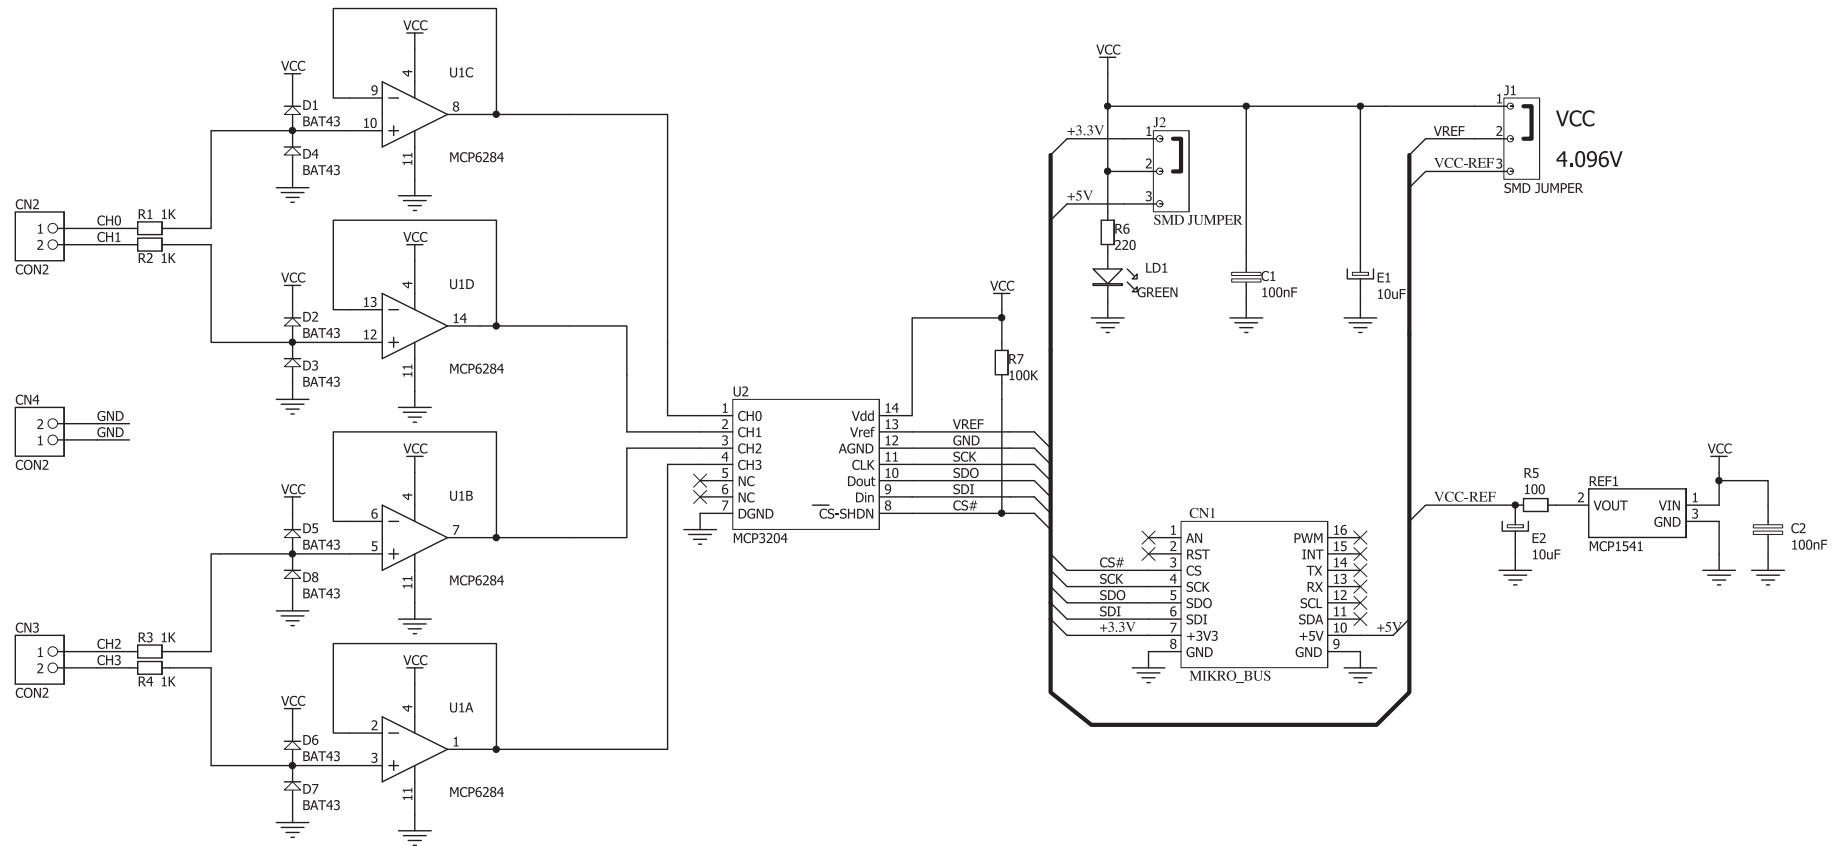 VCC
4
U1C
VCC
9
8
D1
BAT43
10
D4
BAT43
11
MCP6284
CN2
1
2
CON2
CH0
CH1
R1 1K
R2 1K
VCC
4
U1D
VCC
13
14
D2
BAT43
12
D3
BAT43
11
MCP6284
CN4
2
1
CON2
GND
GND
VCC
4
U1B
VCC
6
7
D5
BAT43
5
D8
BAT43
11
MCP6284
CN3
1
2
CON2
CH2
CH3
R3 1K
R4 1K
VCC
4
U1A
VCC
2
1
D6
BAT43
3
D7
BAT43
11
MCP6284
U2
1 CH0
2 CH1
3 CH2
4 CH3
5 NC
6 NC
7 DGND
Vdd 14
Vref 13
AGND 12
CLK 11
Dout 10
Din 9
CS-SHDN 8
MCP3204
VREF
GND
SCK
SDO
SDI
CS#
VCC
R7
100K
VCC
+3.3V
+5V
J2
1
2
3
SMD JUMPER
R6
220
LD1
GREEN
C1
100nF
E1
10uF
J1
1
2
3
VREF
VCC-REF
VCC
4.096V
SMD JUMPER
CN1
1 AN
2 RST
3 CS
4 SCK
5 SDO
6 SDI
7 +3V3
8 GND
PWM 16
INT 15
TX 14
RX 13
SCL 12
SDA 11
+5V 10
GND 9
MIKRO_BUS
CS#
SCK
SDO
SDI
+3.3V
+5V
VCC-REF
E2
10uF
R5
100
REF1
2 VOUT
VIN 1
GND 3
MCP1541
VCC
C2
100nF